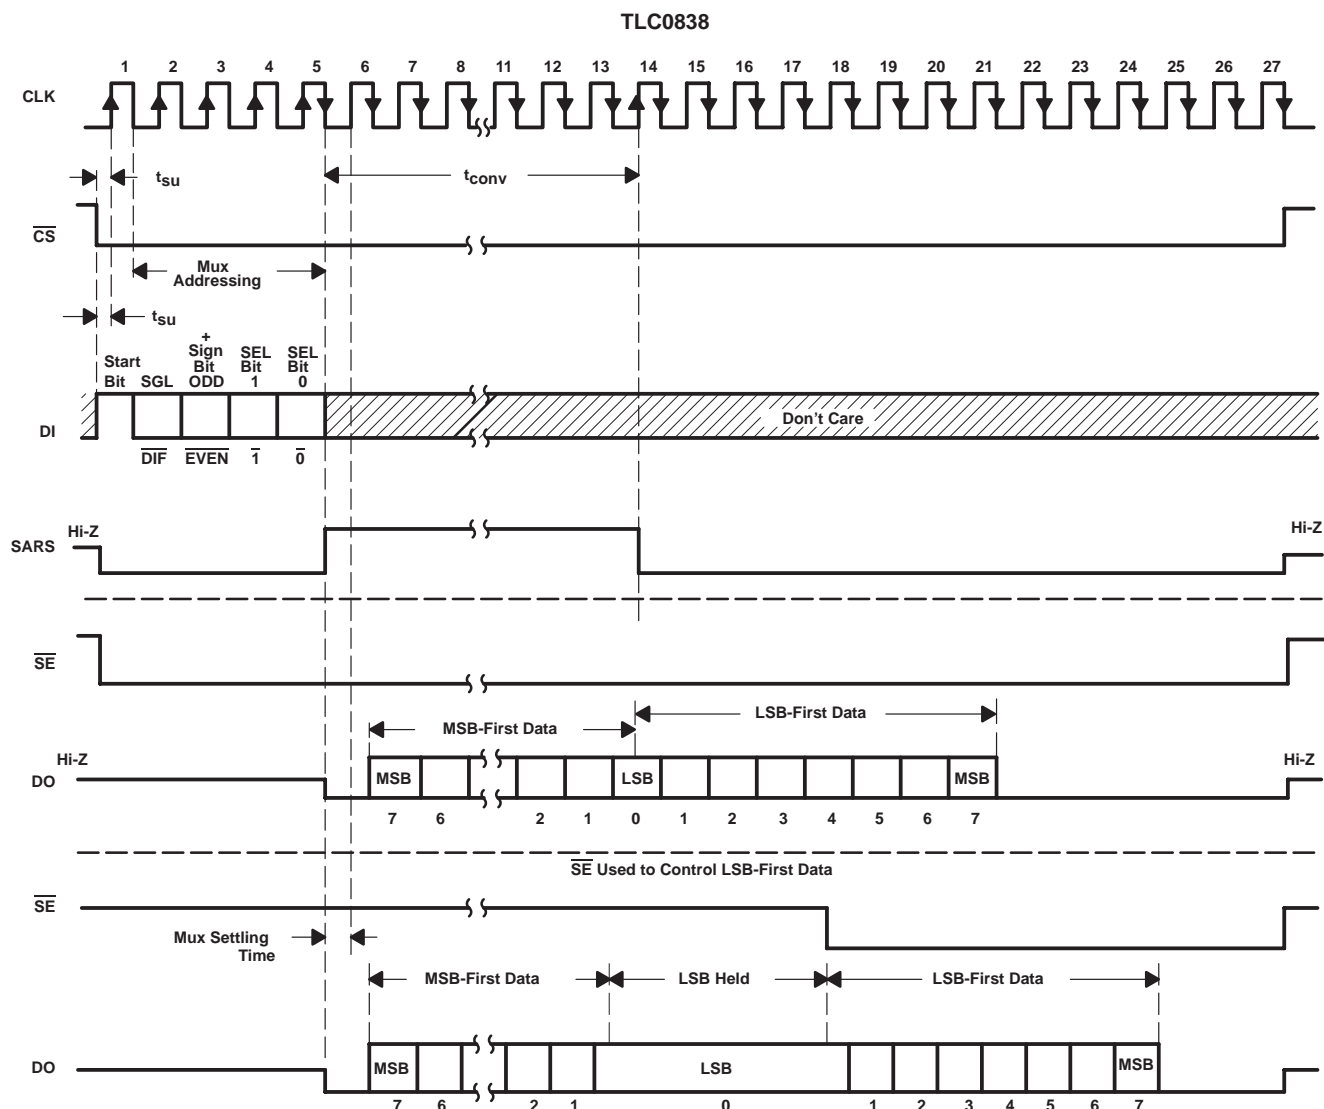 TLC0838
1 2 3 4 5 6 7 8 11 12 13 14 15 16 17 18 19 20 21 22 23 24 25 26 27
CLK
tsu
tconv
CS
Mux
Addressing
tsu
Start
Bit
SGL
+
Sign
Bit
ODD
SEL
Bit
1
SEL
Bit
0
DI
Don't Care
DIF EVEN 1 0
Hi-Z
Hi-Z
SARS
SE
LSB-First Data
MSB-First Data
Hi-Z
Hi-Z
DO
MSB LSB MSB
7 6 2 1 0 1 2 3 4 5 6 7
SE Used to Control LSB-First Data
SE
Mux Settling
Time
MSB-First Data LSB Held LSB-First Data
DO
MSB LSB MSB
7 6 2 1 0 1 2 3 4 5 6 7